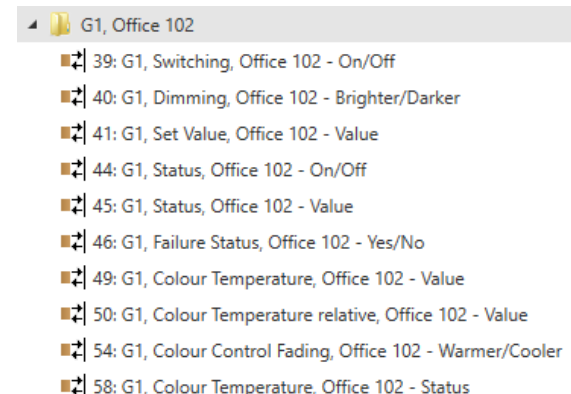 G1, Office 102
39: G1, Switching, Office 102 - On/Off
40: G1, Dimming, Office 102 - Brighter/Darker
41: G1, Set Value, Office 102 - Value
44: G1, Status, Office 102 - On/Off
45: G1, Status, Office 102 - Value
46: G1, Failure Status, Office 102 - Yes/No
49: G1, Colour Temperature, Office 102 - Value
50: G1, Colour Temperature relative, Office 102 - Value
54: G1, Colour Control Fading, Office 102 - Warmer/Cooler
58: G1, Colour Temperature, Office 102 - Status